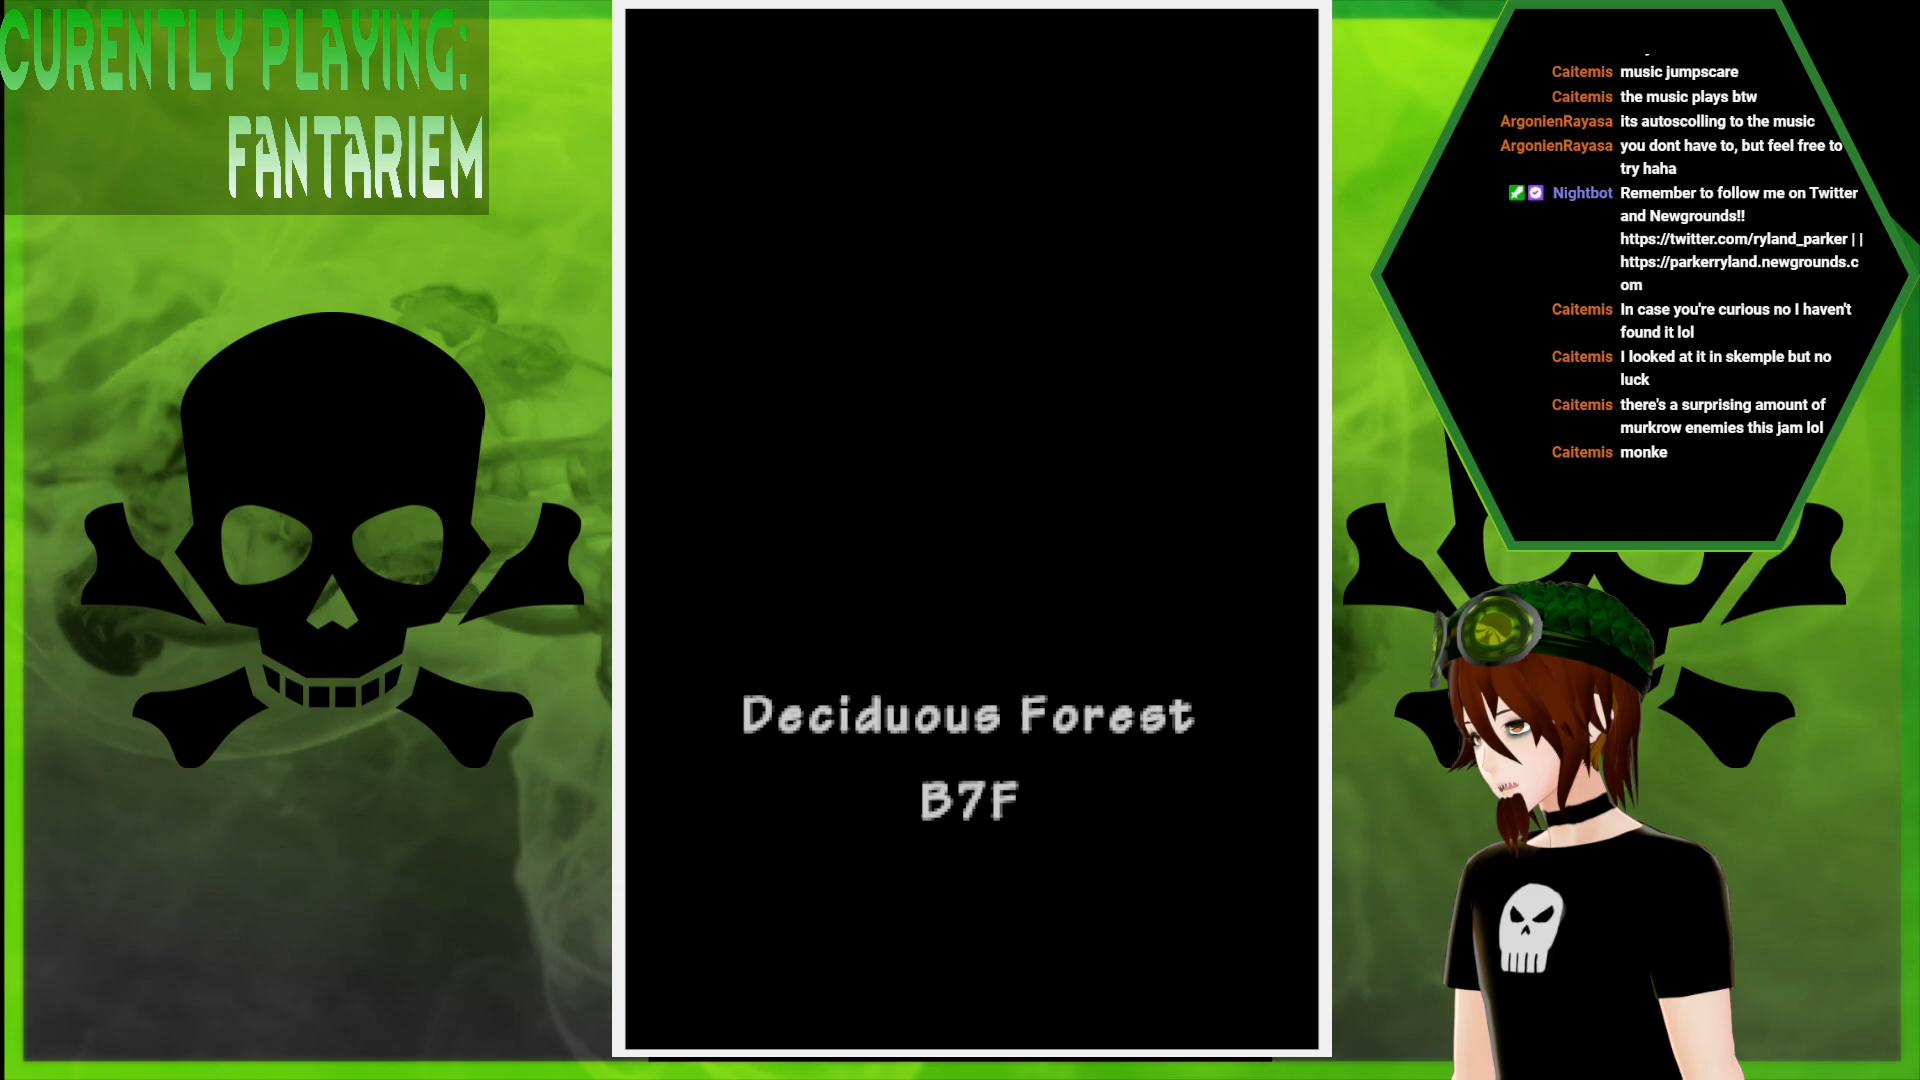 CURENTLY PLAYING:
FANTARIEM
Deciduous Forest
B7F
Caitemis music jumpscare
Caitemis the music plays btw
ArgonienRayasa its autoscolling to the music
ArgonienRayasa you dont have to, but feel free to
try haha
Nightbot Remember to follow me on Twitter
and Newgrounds!!
https://twitter.com/ryland_parker | |
https://parkerryland.newgrounds.c
om
Caitemis In case you're curious no I haven't
found it lol
Caitemis I looked at it in skemple but no
luck
Caitemis there's a surprising amount of
murkrow enemies this jam lol
Caitemis monke